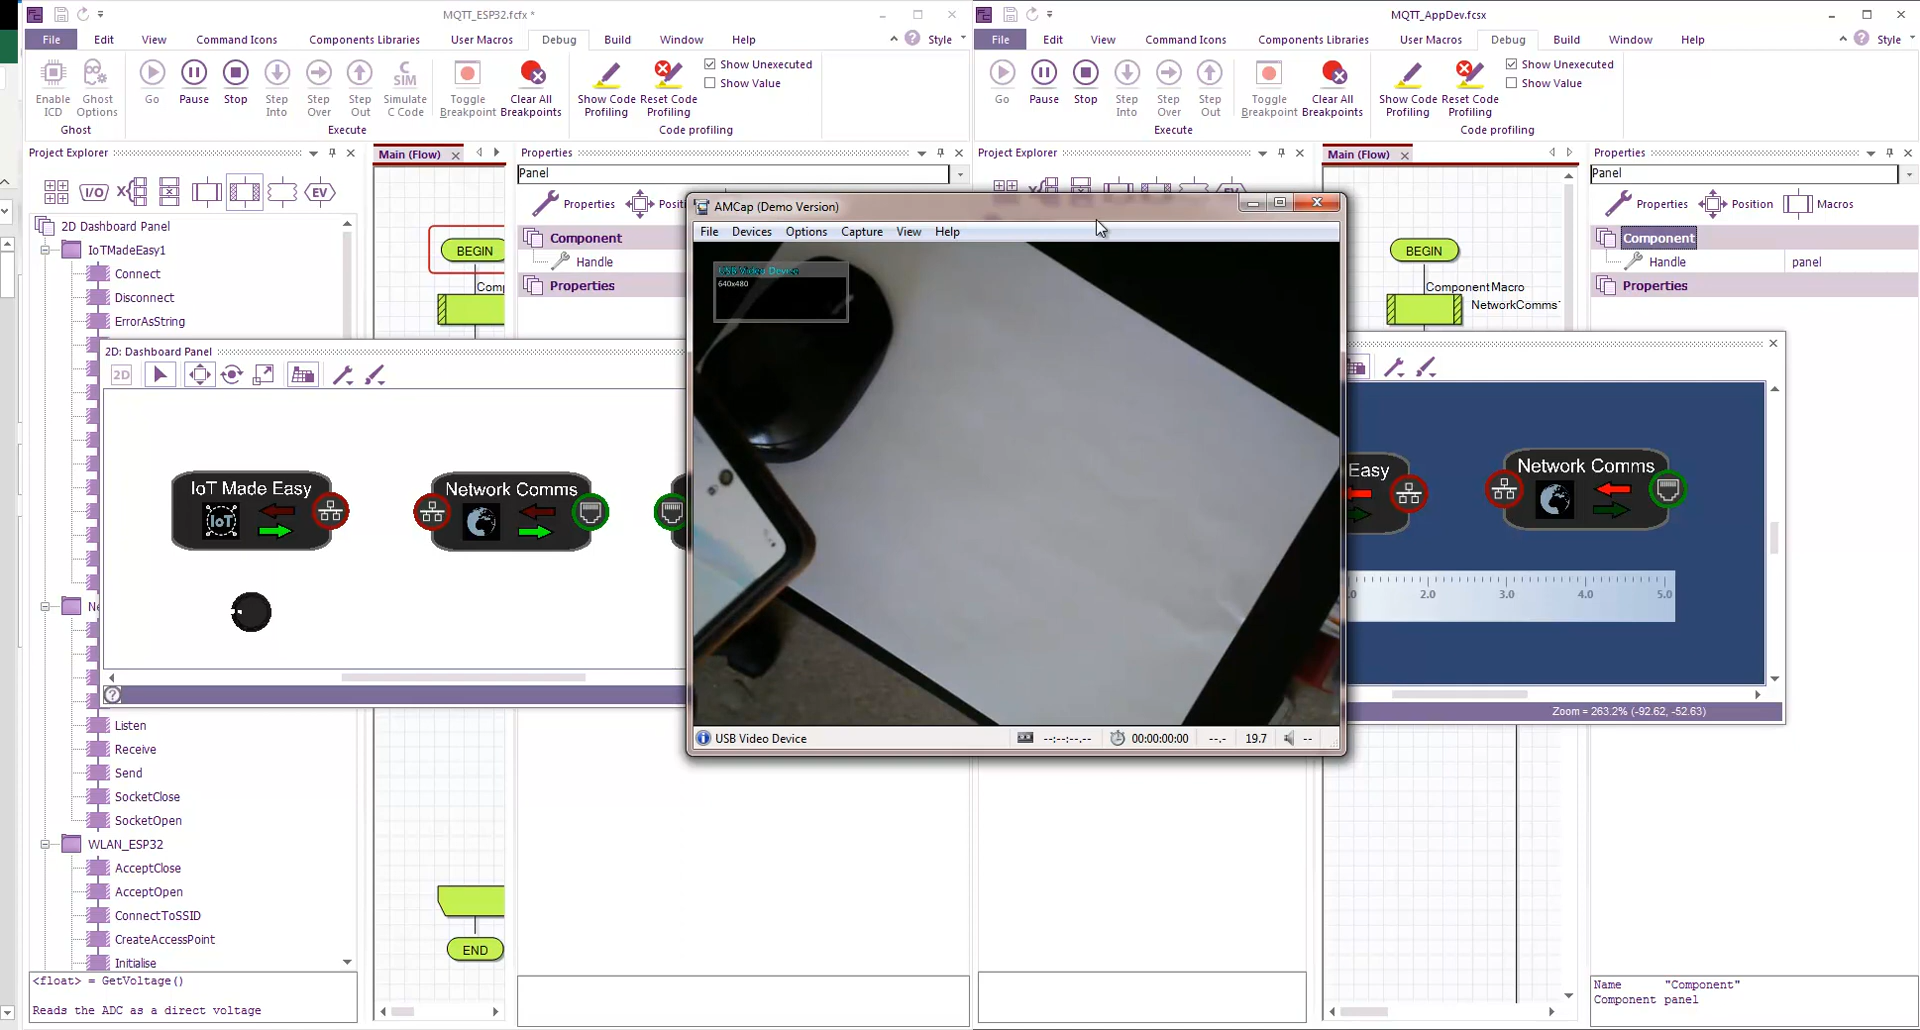 MQTT_ESP32.fcfx *
File Edit View Command Icons Components Libraries User Macros Debug Build Window Help Style
Enable ICD
Ghost Options
Go
Pause
Stop
Step Into
Step Over
Step Out
C SIM
Simulate C Code
Toggle Breakpoint
Clear All Breakpoints
Show Code Profiling
Reset Code Profiling
Show Unexecuted
Show Value
Ghost
Execute
Code profiling
Project Explorer
I/O
EV
2D Dashboard Panel
IoTMadeEasy1
Connect
Disconnect
ErrorAsString
Main (Flow)
BEGIN
Properties
Panel
Properties
Component
Handle
Properties
2D: Dashboard Panel
2D
IoT Made Easy
IoT
Network Comms
Listen
Receive
Send
SocketClose
SocketOpen
WLAN_ESP32
AcceptClose
AcceptOpen
ConnectToSSID
CreateAccessPoint
Initialise
END
<float> = GetVoltage()
Reads the ADC as a direct voltage
AMCap (Demo Version)
File Devices Options Capture View Help
USB Video Device
640x480
USB Video Device
--:--:--.--
00:00:00:00
--.-
19.7
--
MQTT_AppDev.fcsx
File Edit View Command Icons Components Libraries User Macros Debug Build Window Help Style
Go
Pause
Stop
Step Into
Step Over
Step Out
Toggle Breakpoint
Clear All Breakpoints
Show Code Profiling
Reset Code Profiling
Show Unexecuted
Show Value
Execute
Code profiling
Project Explorer
Main (Flow)
BEGIN
Component Macro
NetworkComms
Properties
Panel
Properties
Position
Macros
Component
Handle panel
Properties
Easy
Network Comms
2.0 3.0 4.0 5.0
Zoom = 263.2% (-92.62, -52.63)
Name "Component"
Component panel